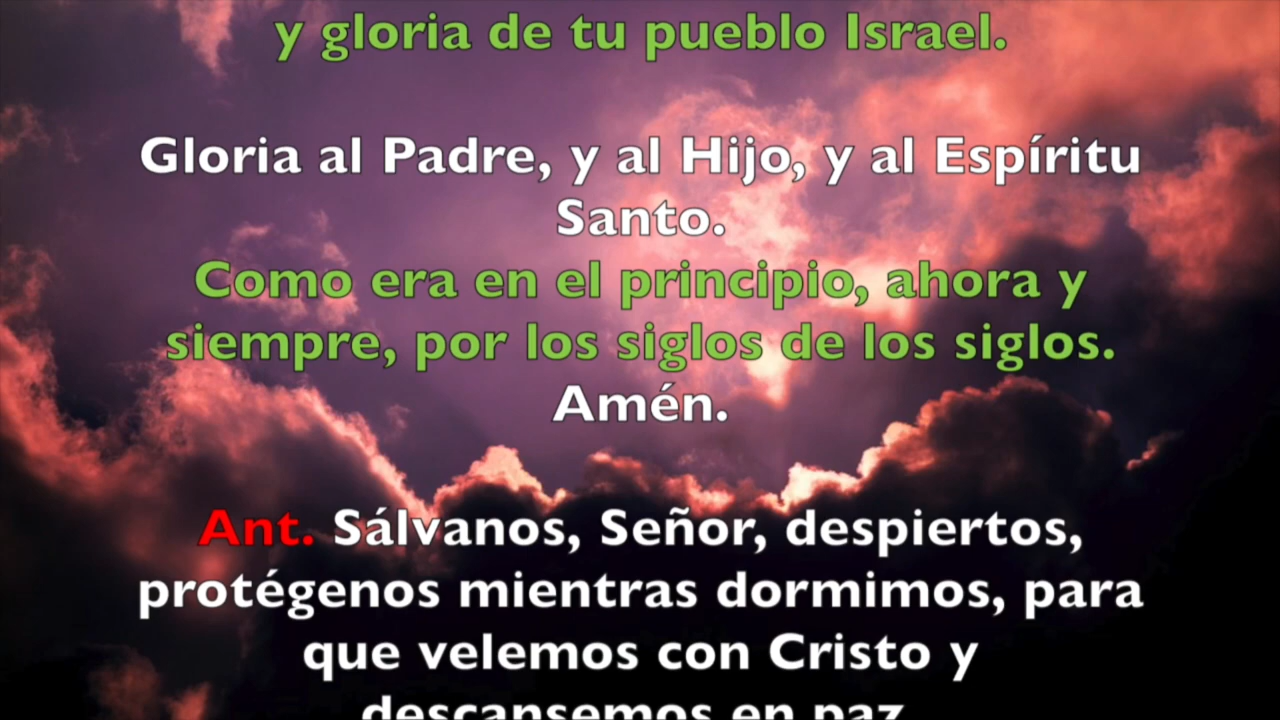 y gloria de tu pueblo Israel.
Gloria al Padre, y al Hijo, y al Espíritu
Santo.
Como era en el principio, ahora y
siempre, por los siglos de los siglos.
Amén.
Ant. Sálvanos, Señor, despiertos,
protégenos mientras dormimos, para
que velemos con Cristo y
descansemos en paz